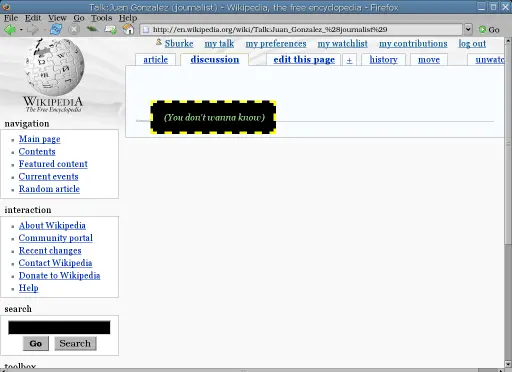 Talk:Juan Gonzalez (journalist) - Wikipedia, the free encyclopedia - Firefox
File Edit View Go Bookmarks Tools Help
http://en.wikipedia.org/wiki/Talk:Juan_Gonzalez_%28journalist%29
Go
Sburke my talk my preferences my watchlist my contributions log out
article discussion edit this page + history move unwatc
(You don't wanna know)
WIKIPEDIA
The Free Encyclopedia
navigation
Main page
Contents
Featured content
Current events
Random article
interaction
About Wikipedia
Community portal
Recent changes
Contact Wikipedia
Donate to Wikipedia
Help
search
Go Search
toolbox